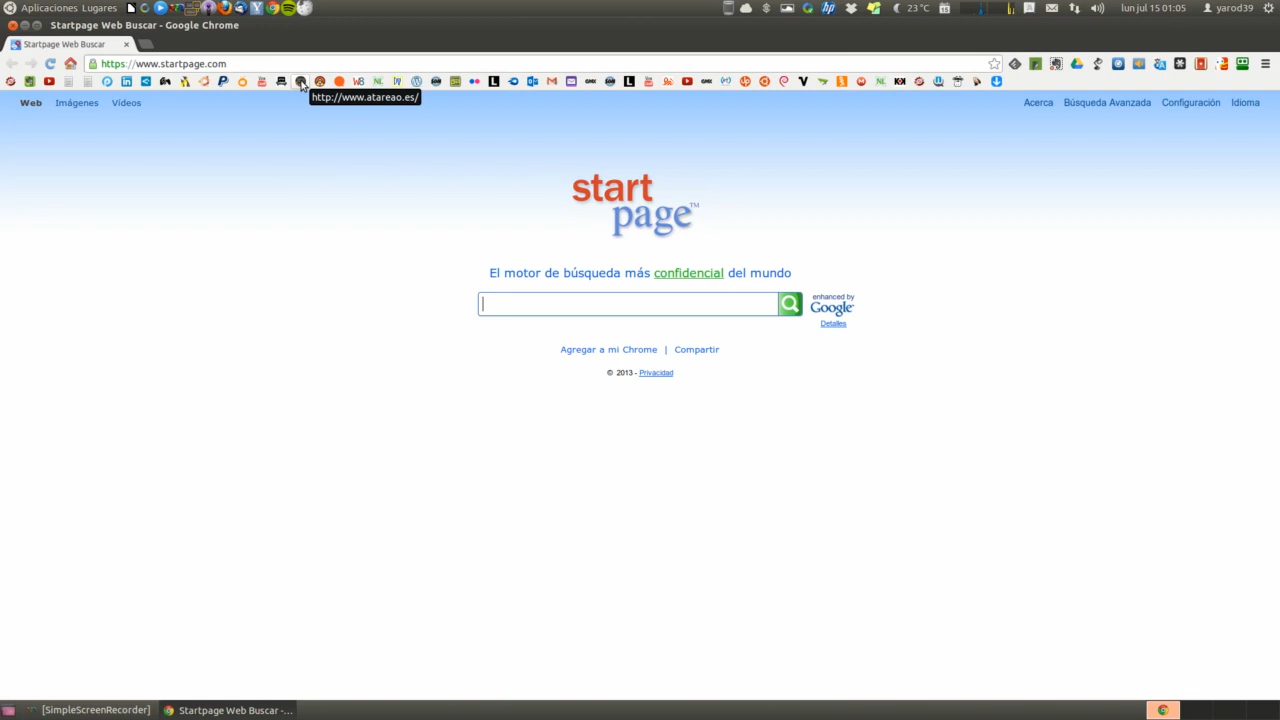 Aplicaciones Lugares
23 °C
lun jul 15 01:05
yarod39
Startpage Web Buscar - Google Chrome
Startpage Web Buscar
https://www.startpage.com
http://www.atareao.es/
Web Imágenes Vídeos
Acerca Búsqueda Avanzada Configuración Idioma
start
page™
El motor de búsqueda más confidencial del mundo
enhanced by
Google
Detalles
Agregar a mi Chrome | Compartir
© 2013 - Privacidad
[SimpleScreenRecorder]
Startpage Web Buscar -...